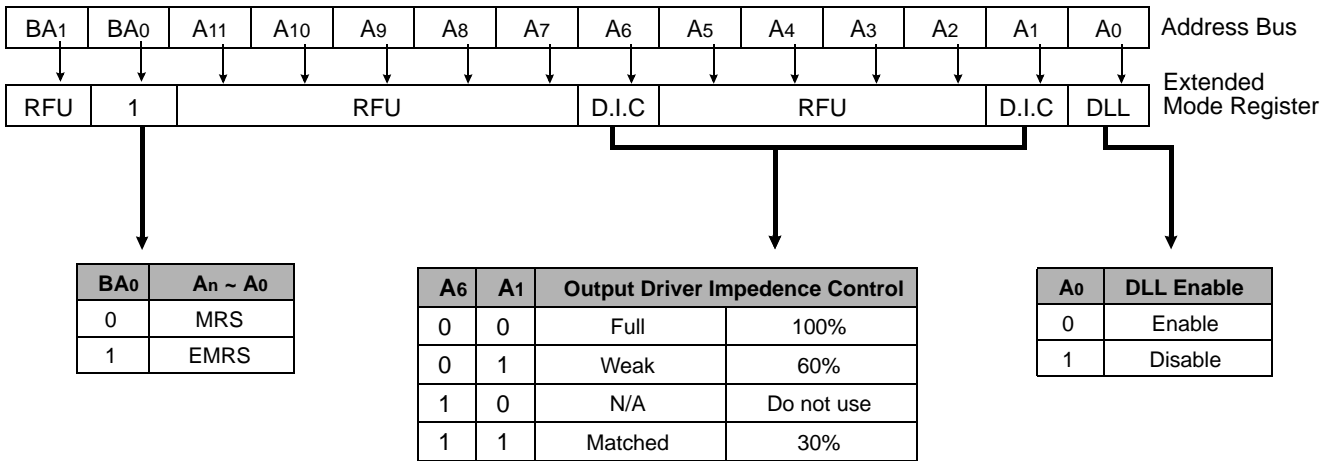 BA1 BA0 A11 A10 A9 A8 A7 A6 A5 A4 A3 A2 A1 A0 Address Bus
RFU 1 RFU D.I.C RFU D.I.C DLL Extended
Mode Register
BA0 An ~ A0
0 MRS
1 EMRS
A6 A1 Output Driver Impedence Control
0 0 Full 100%
0 1 Weak 60%
1 0 N/A Do not use
1 1 Matched 30%
A0 DLL Enable
0 Enable
1 Disable